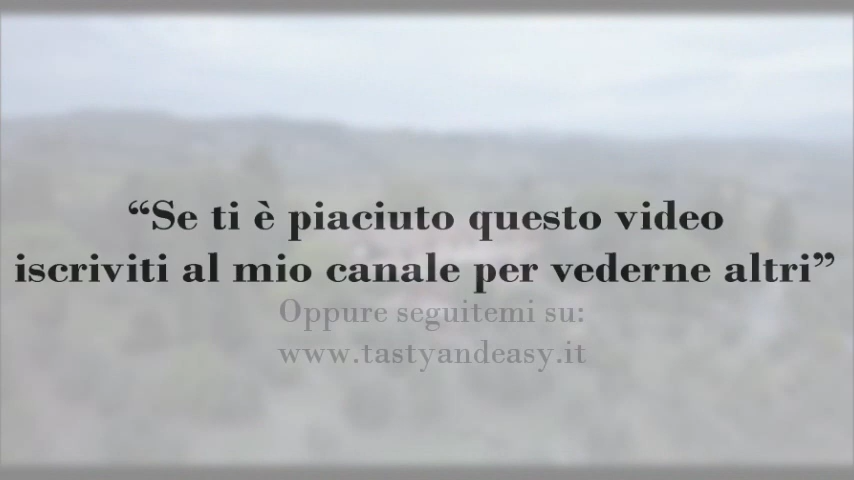 “Se ti è piaciuto questo video
iscriviti al mio canale per vederne altri”
Oppure seguitemi su:
www.tastyandeasy.it